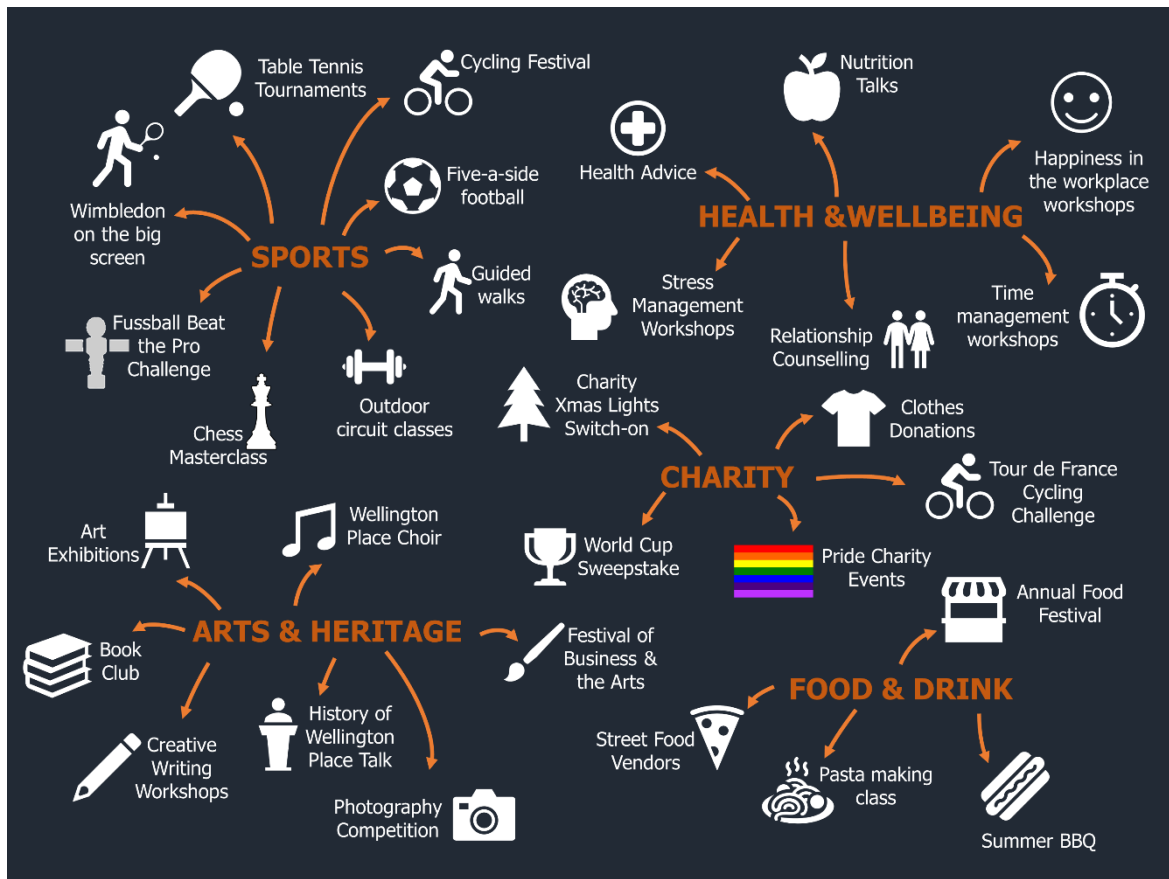 Table Tennis
Tournaments
Cycling Festival
Wimbledon
on the big
screen
Five-a-side
football
SPORTS
Guided
walks
Fussball Beat
the Pro
Challenge
Chess
Masterclass
Outdoor
circuit classes
Nutrition
Talks
Health Advice
Happiness in
the workplace
workshops
HEALTH &WELLBEING
Stress
Management
Workshops
Relationship
Counselling
Time
management
workshops
Charity
Xmas Lights
Switch-on
Clothes
Donations
CHARITY
Tour de France
Cycling
Challenge
World Cup
Sweepstake
Pride Charity
Events
Art
Exhibitions
Wellington
Place Choir
ARTS & HERITAGE
Book
Club
Festival of
Business &
the Arts
Creative
Writing
Workshops
History of
Wellington
Place Talk
Photography
Competition
Annual Food
Festival
FOOD & DRINK
Street Food
Vendors
Pasta making
class
Summer BBQ